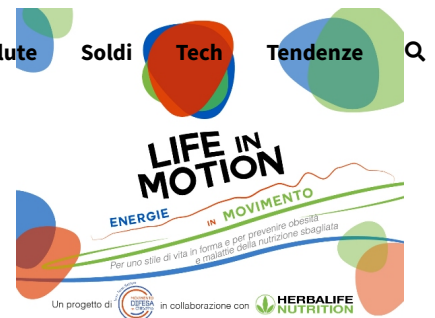 lute Soldi Tech Tendenze
LIFE IN
MOTION
ENERGIE IN MOVIMENTO
Per uno stile di vita in forma e per prevenire obesità
e malattie della nutrizione sbagliata
Un progetto di
MOVIMENTO
DIFESA
in collaborazione con
HERBALIFE
NUTRITION